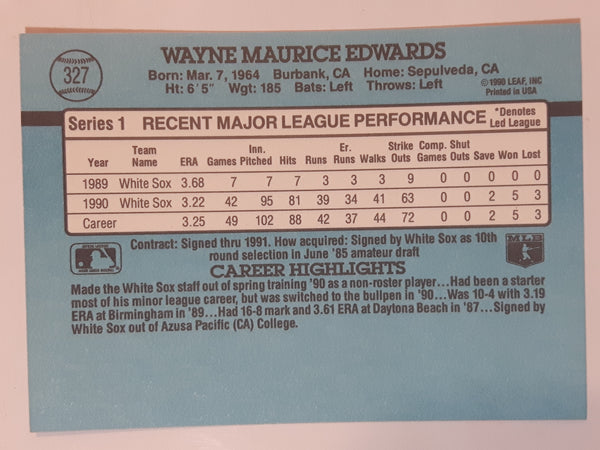 327
WAYNE MAURICE EDWARDS
Born: Mar. 7, 1964 Burbank, CA Home: Sepulveda, CA
Ht: 6'5" Wgt: 185 Bats: Left Throws: Left
©1990 LEAF, INC
Printed in USA
Series 1 RECENT MAJOR LEAGUE PERFORMANCE *Denotes Led League
Year Team Name ERA Games Inn. Pitched Hits Runs Er. Runs Walks Strike Outs Comp. Games Shut Outs Save Won Lost
1989 White Sox 3.68 7 7 7 3 3 3 9 0 0 0 0 0
1990 White Sox 3.22 42 95 81 39 34 41 63 0 0 2 5 3
Career 3.25 49 102 88 42 37 44 72 0 0 2 5 3
Contract: Signed thru 1991. How acquired: Signed by White Sox as 10th
round selection in June '85 amateur draft
MLB
CAREER HIGHLIGHTS
Made the White Sox staff out of spring training '90 as a non-roster player...Had been a starter
most of his minor league career, but was switched to the bullpen in '90...Was 10-4 with 3.19
ERA at Birmingham in '89...Had 16-8 mark and 3.61 ERA at Daytona Beach in '87...Signed by
White Sox out of Azusa Pacific (CA) College.